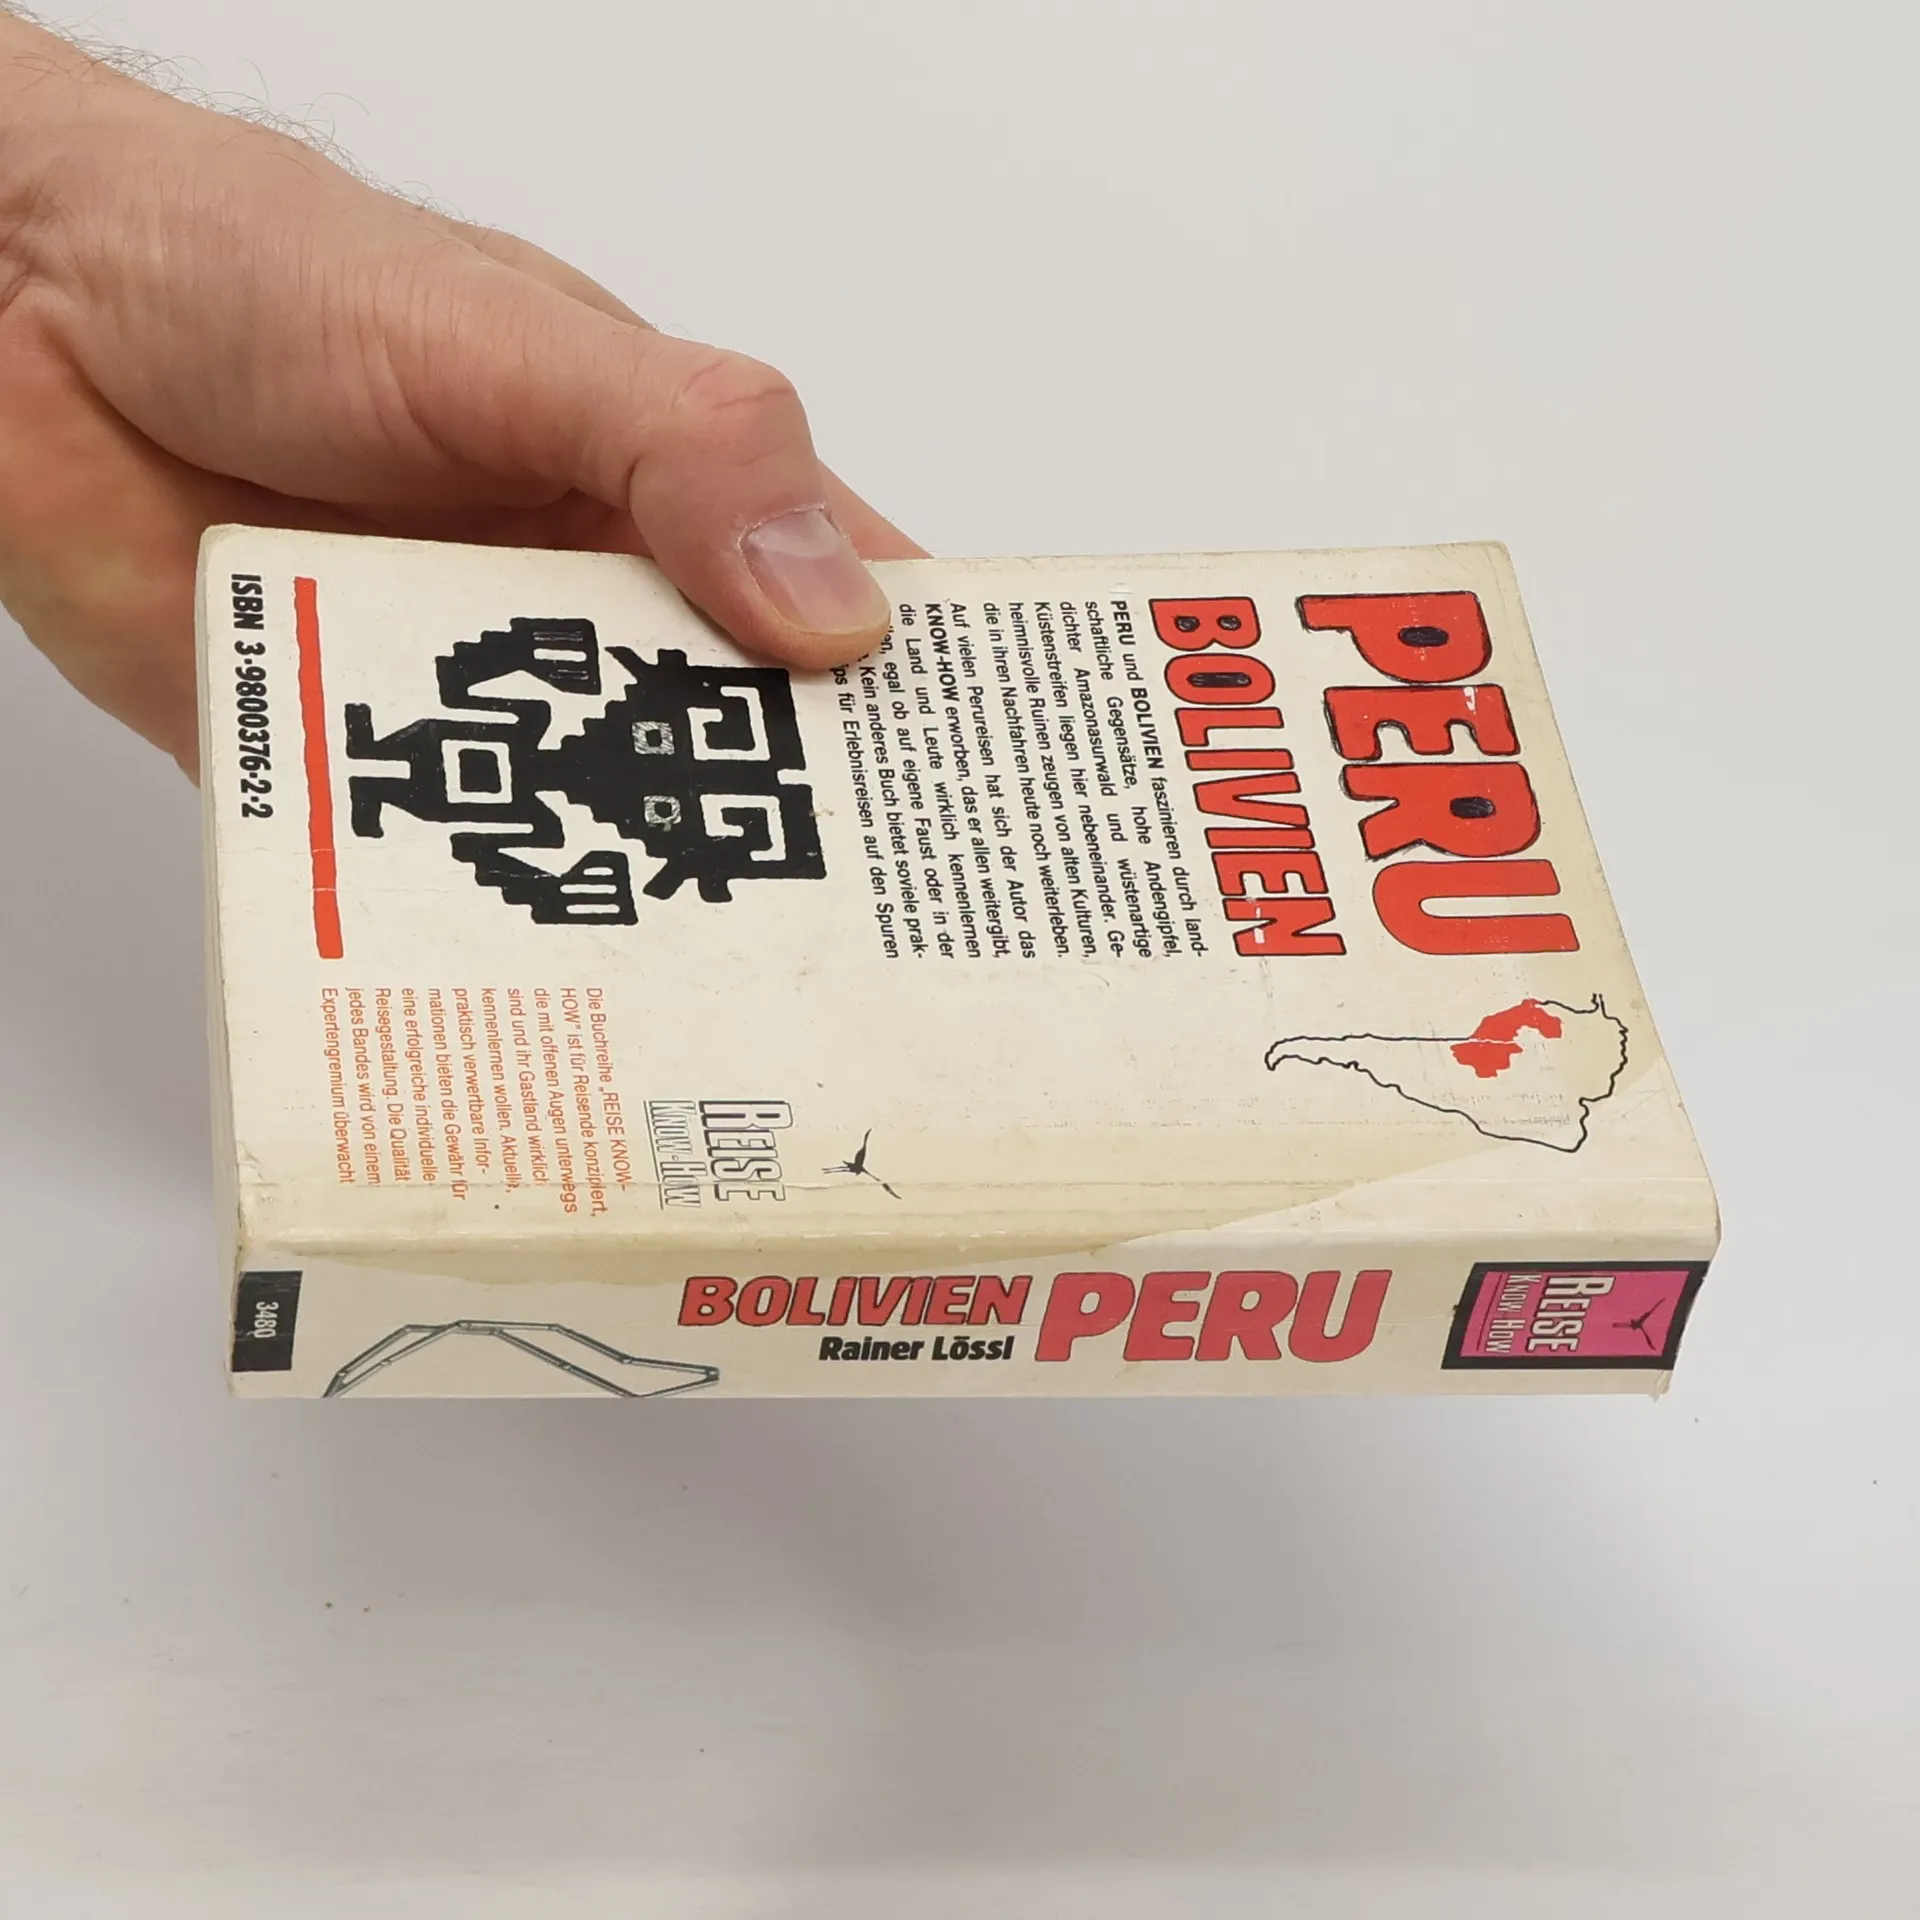 PERU
BOLIVIEN
PERU und BOLIVIEN faszinieren durch land-
schaftliche Gegensätze, hohe Andengipfel,
dichter Amazonasurwald und wüstenartige
Küstenstreifen liegen hier nebeneinander. Ge-
heimnisvolle Ruinen zeugen von alten Kulturen,
die in ihren Nachfahren heute noch weiterleben.
Auf vielen Perureisen hat sich der Autor das
KNOW-HOW erworben, das er allen weitergibt,
die Land und Leute wirklich kennenlernen
egal ob auf eigene Faust oder in der
Kein anderes Buch bietet soviele prak-
für Erlebnisreisen auf den Spuren
REISE
KNOW-HOW
Die Buchreihe „REISE KNOW-
HOW" ist für Reisende konzipiert,
die mit offenen Augen unterwegs
sind und ihr Gastland wirklich
kennenlernen wollen. Aktuelle,
praktisch verwertbare Infor-
mationen bieten die Gewähr für
eine erfolgreiche individuelle
Reisegestaltung. Die Qualität
jedes Bandes wird von einem
Expertengremium überwacht
ISBN 3-9800376-2-2
REISE
KNOW-HOW
PERU
BOLIVIEN
Rainer Lössl
3480